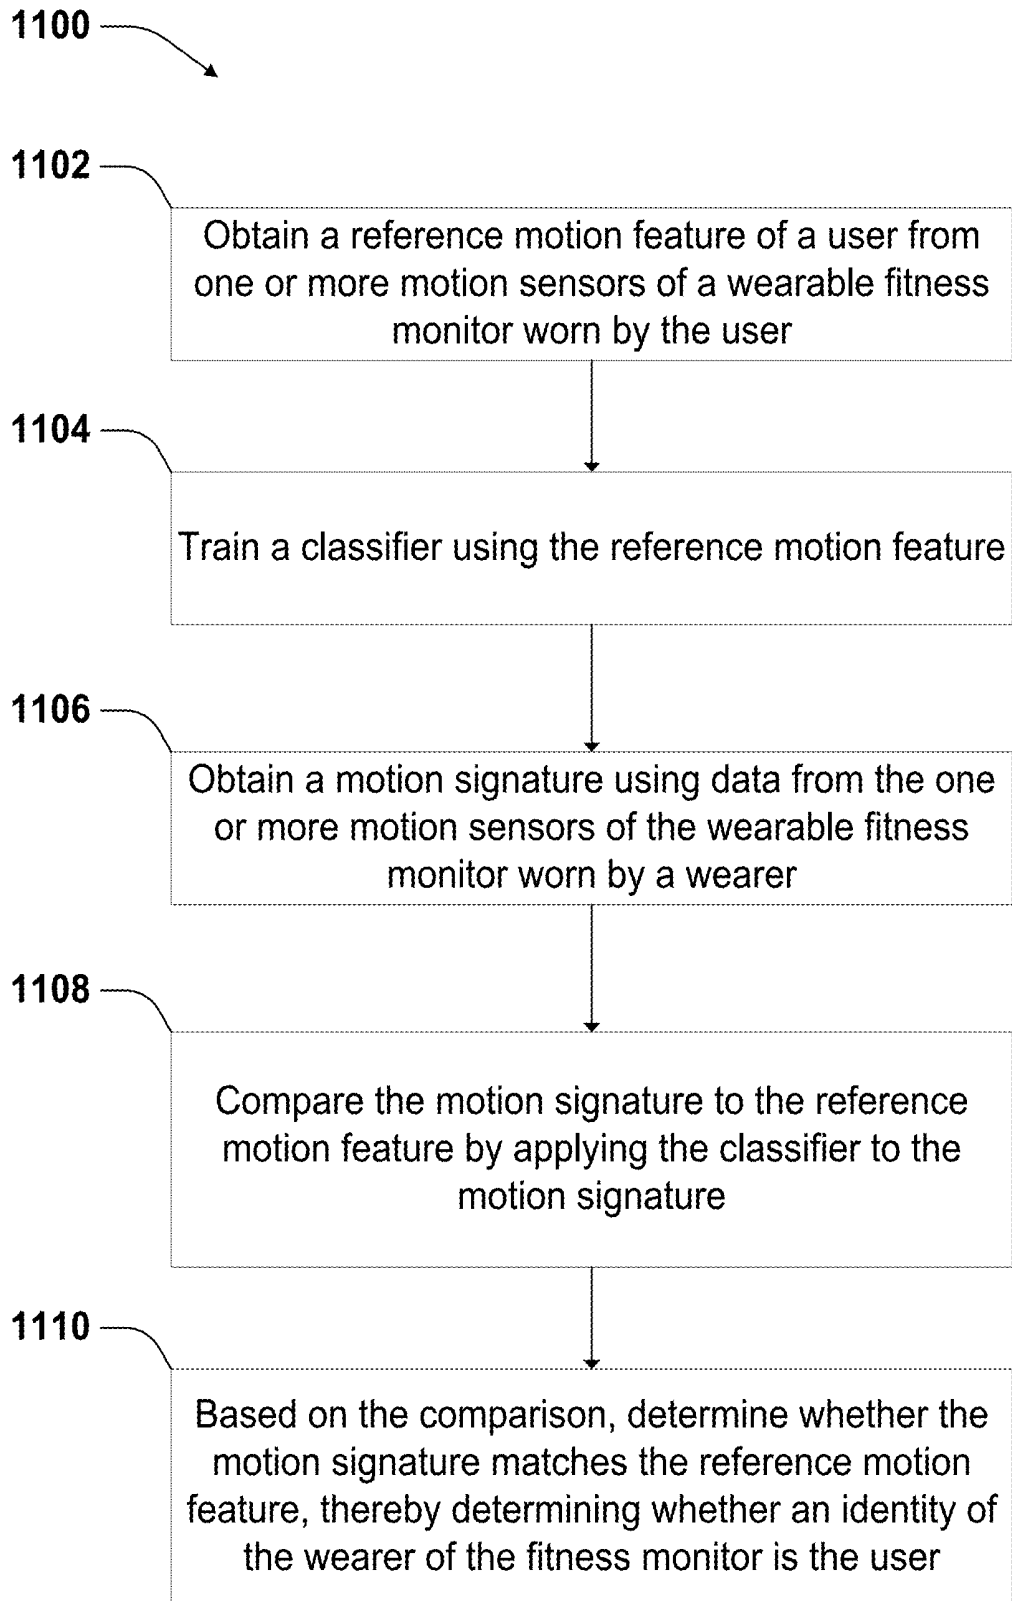 1100
1102
Obtain a reference motion feature of a user from
one or more motion sensors of a wearable fitness
monitor worn by the user
1104
Train a classifier using the reference motion feature
1106
Obtain a motion signature using data from the one
or more motion sensors of the wearable fitness
monitor worn by a wearer
1108
Compare the motion signature to the reference
motion feature by applying the classifier to the
motion signature
1110
Based on the comparison, determine whether the
motion signature matches the reference motion
feature, thereby determining whether an identity of
the wearer of the fitness monitor is the user